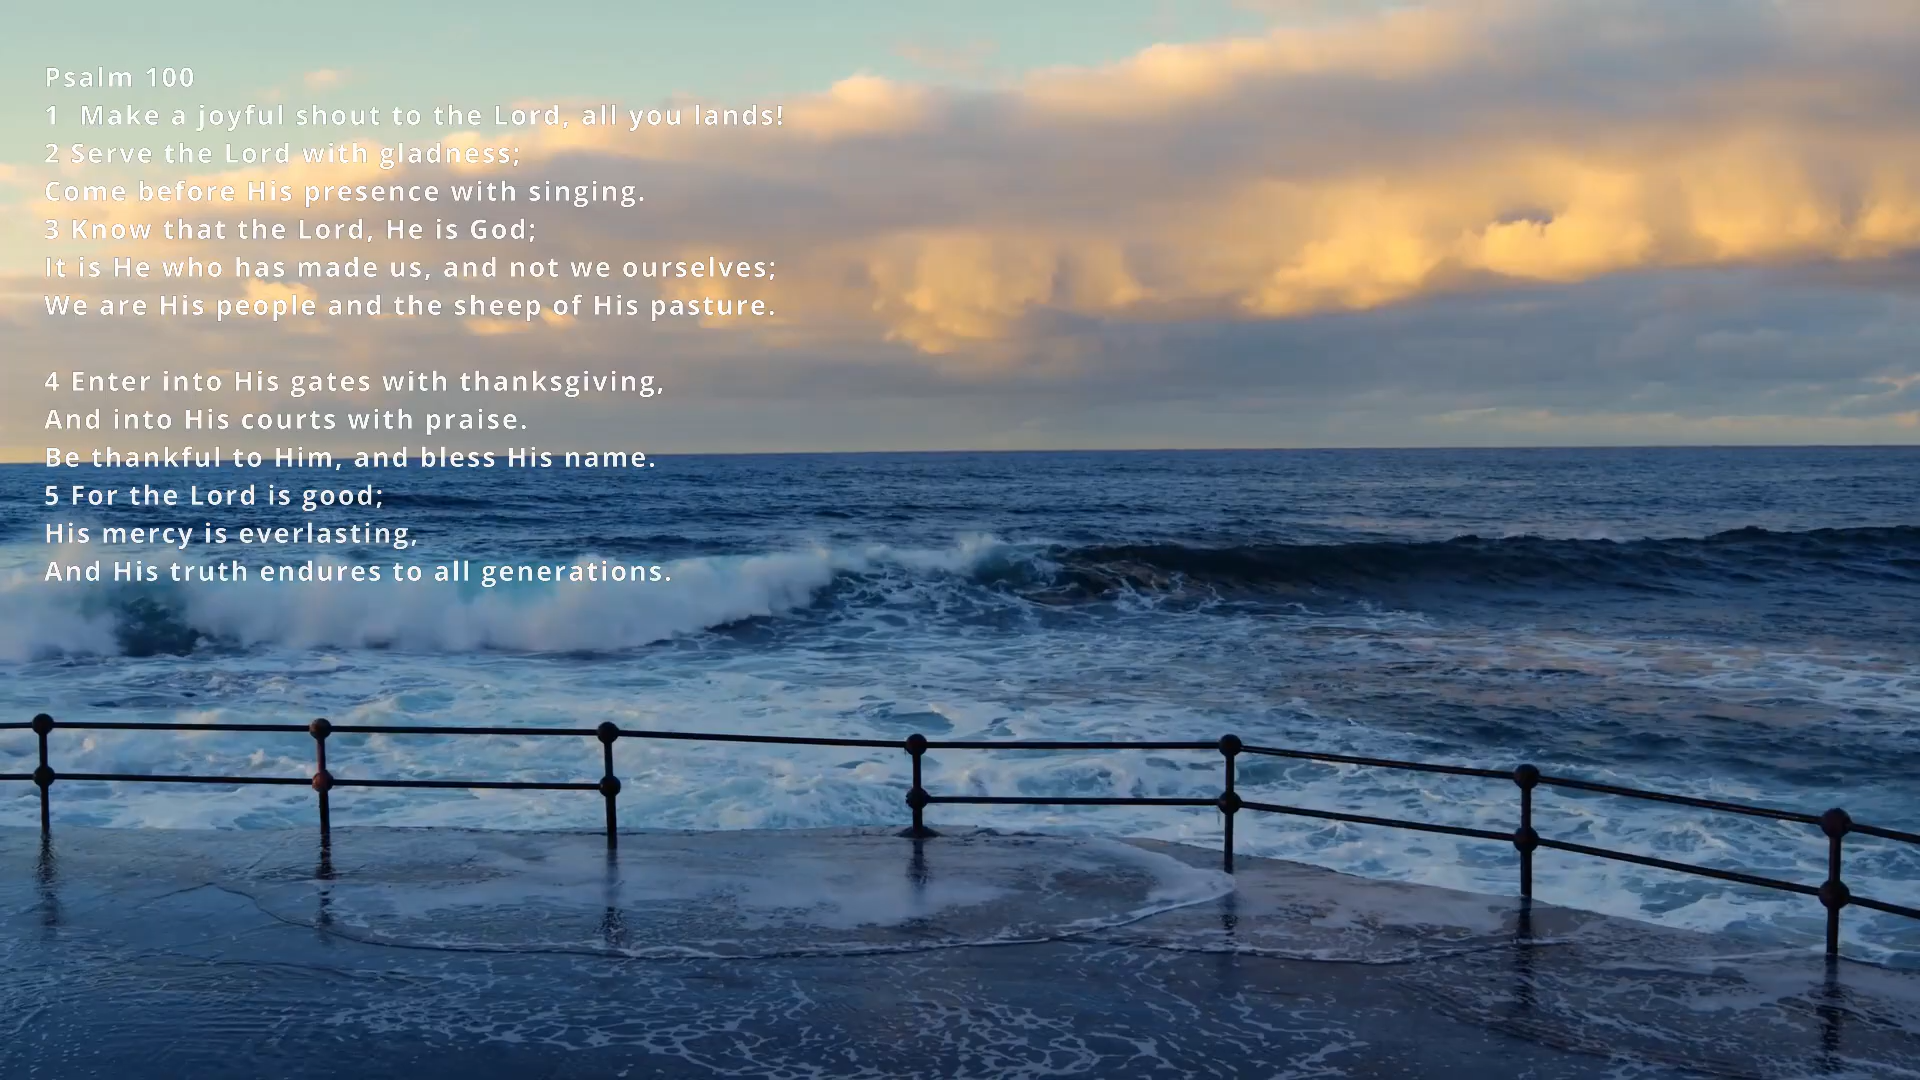 Psalm 100
1 Make a joyful shout to the Lord, all you lands!
2 Serve the Lord with gladness;
Come before His presence with singing.
3 Know that the Lord, He is God;
It is He who has made us, and not we ourselves;
We are His people and the sheep of His pasture.
4 Enter into His gates with thanksgiving,
And into His courts with praise.
Be thankful to Him, and bless His name.
5 For the Lord is good;
His mercy is everlasting,
And His truth endures to all generations.